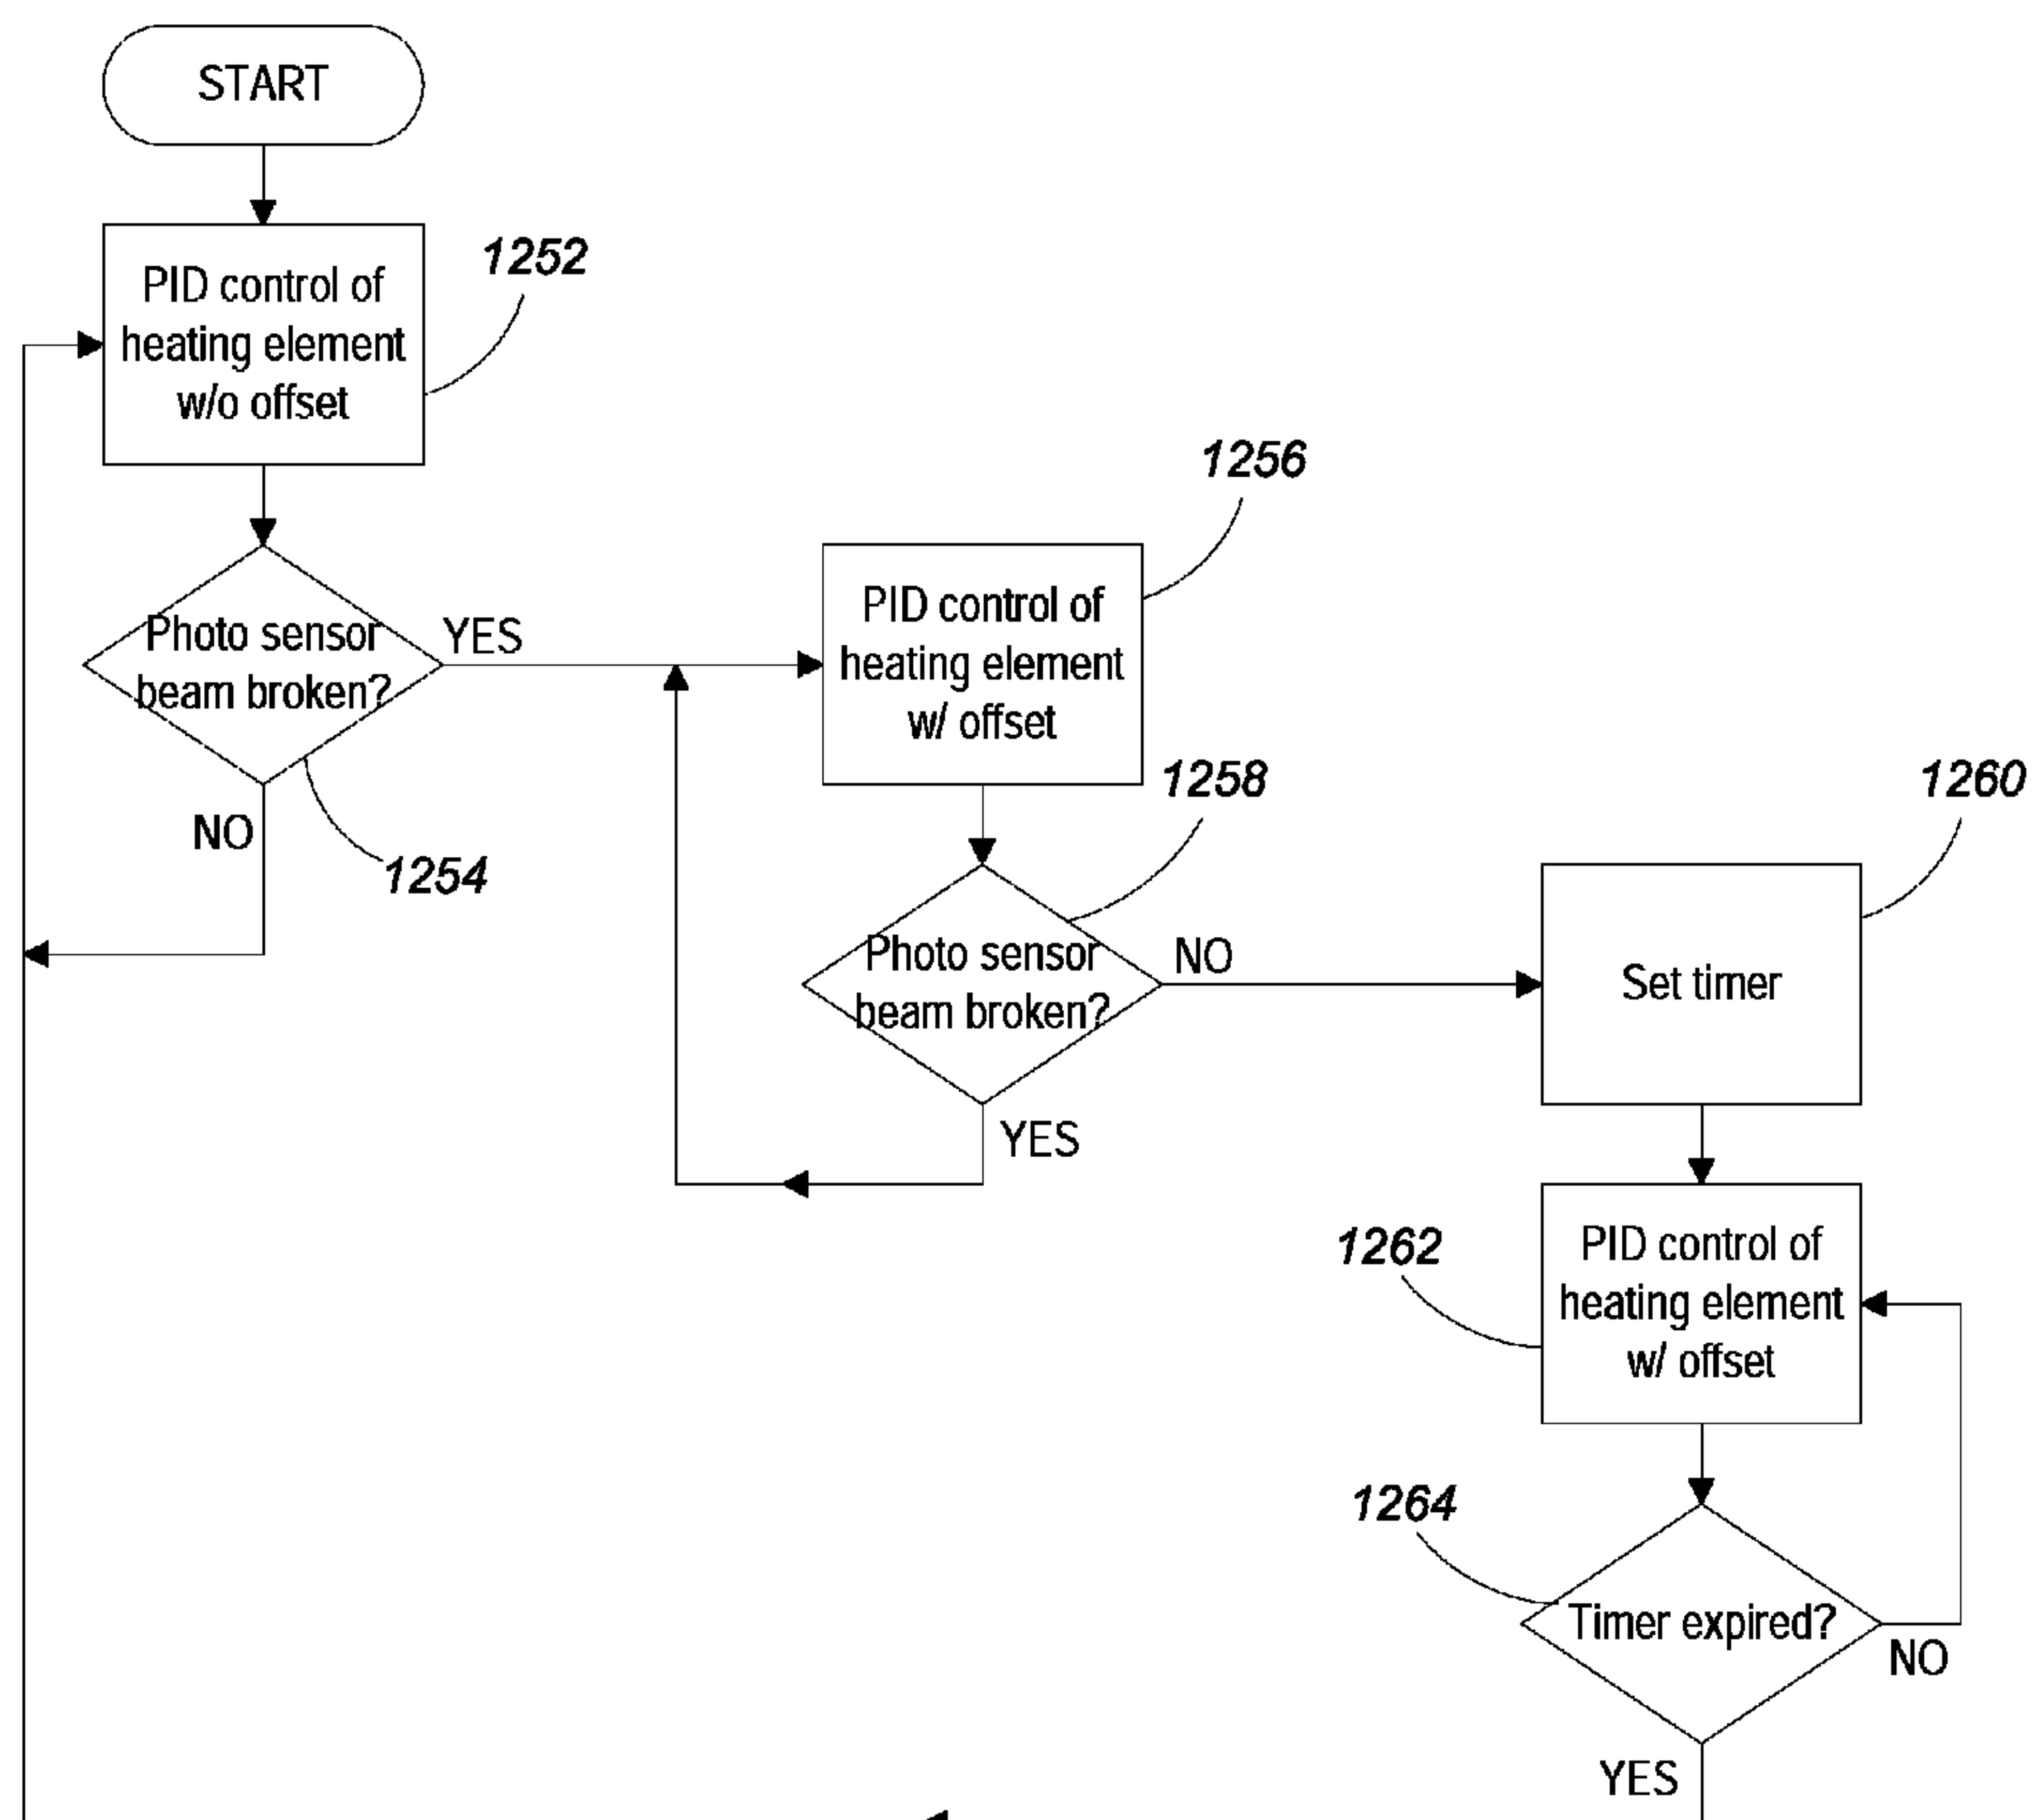 START
PID control of
heating element
w/o offset
1252
Photo sensor
beam broken?
YES
NO
1254
PID control of
heating element
w/ offset
1256
Photo sensor
beam broken?
1258
NO
YES
Set timer
1260
PID control of
heating element
w/ offset
1262
Timer expired?
1264
NO
YES